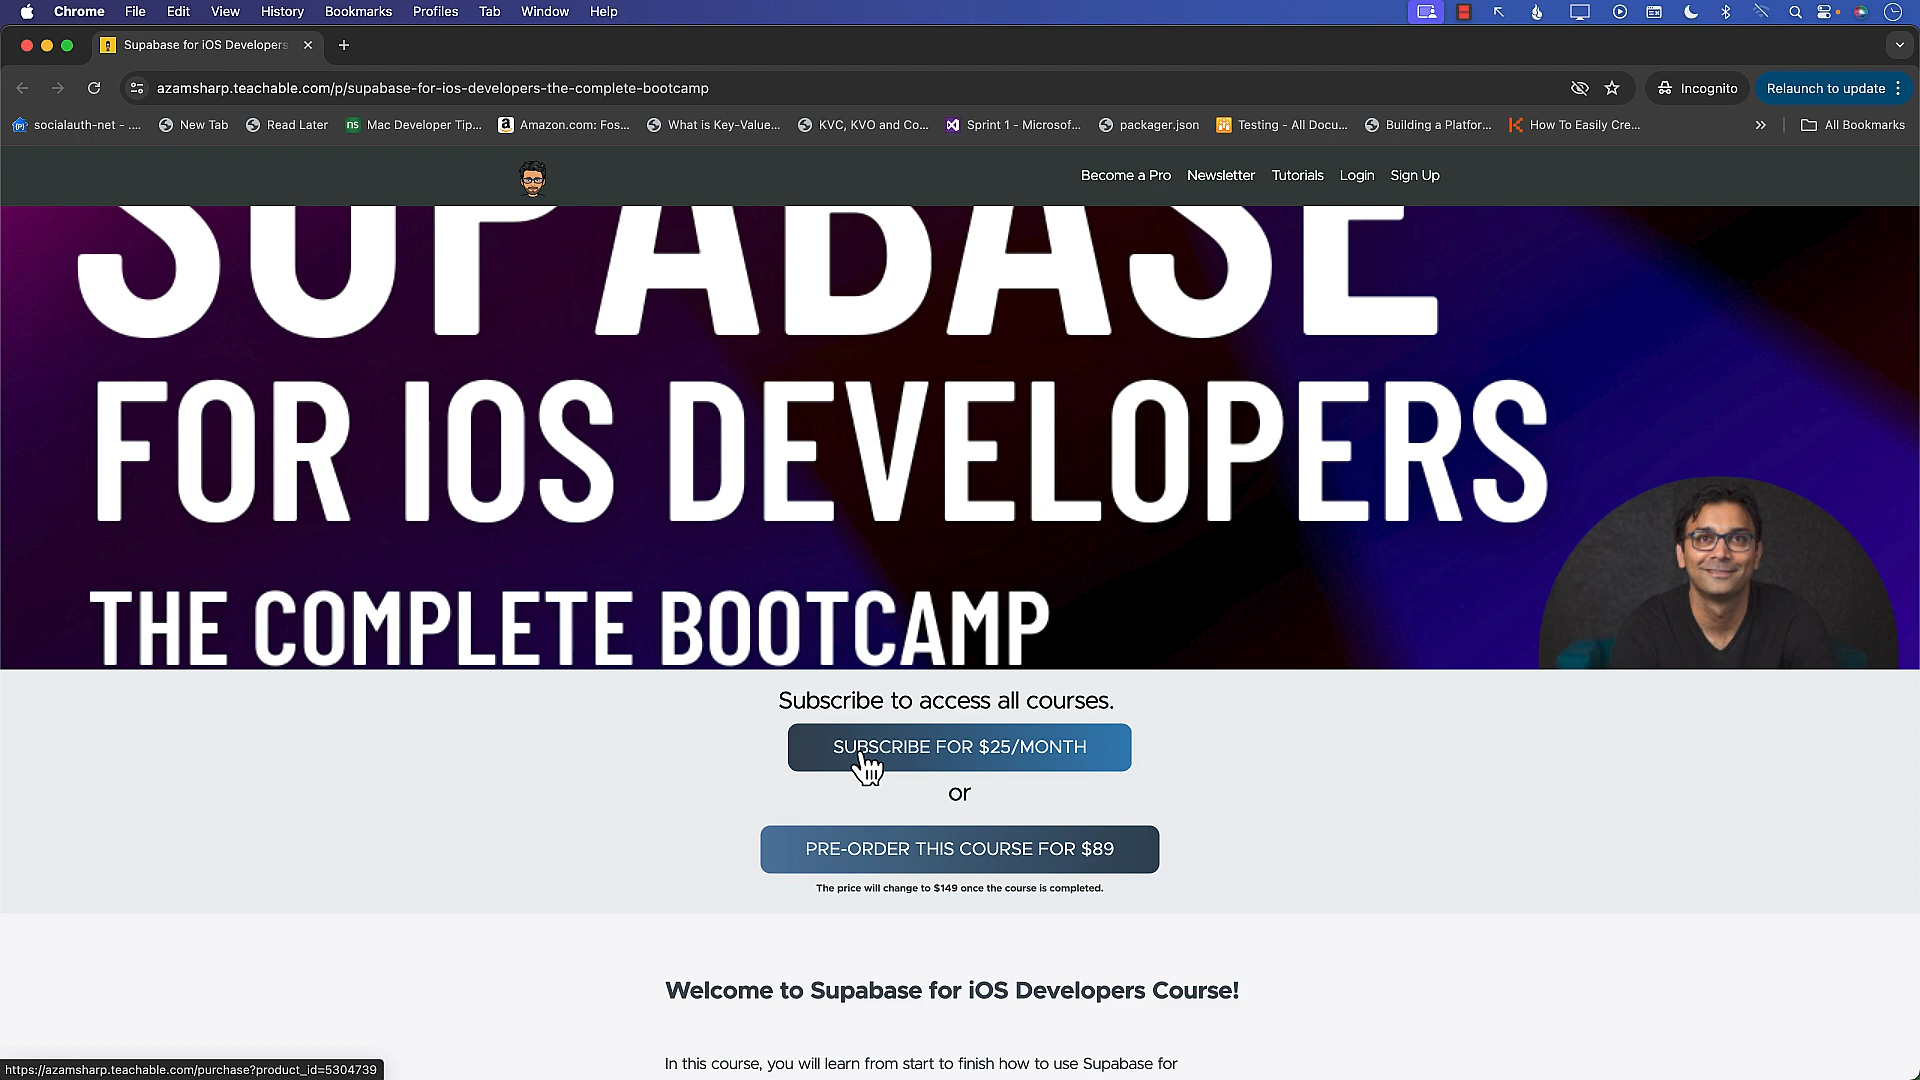 Chrome File Edit View History Bookmarks Profiles Tab Window Help
Supabase for iOS Developers
azamsharp.teachable.com/p/supabase-for-ios-developers-the-complete-bootcamp
Incognito
Relaunch to update
socialauth-net - ....
New Tab
Read Later
ns Mac Developer Tip...
a Amazon.com: Fos...
What is Key-Value...
KVC, KVO and Co...
Sprint 1 - Microsof...
packager.json
Testing - All Docu...
Building a Platfor...
How To Easily Cre...
All Bookmarks
Become a Pro Newsletter Tutorials Login Sign Up
SUPABASE
FOR IOS DEVELOPERS
THE COMPLETE BOOTCAMP
Subscribe to access all courses.
SUBSCRIBE FOR $25/MONTH
or
PRE-ORDER THIS COURSE FOR $89
The price will change to $149 once the course is completed.
Welcome to Supabase for iOS Developers Course!
In this course, you will learn from start to finish how to use Supabase for
https://azamsharp.teachable.com/purchase?product_id=5304739